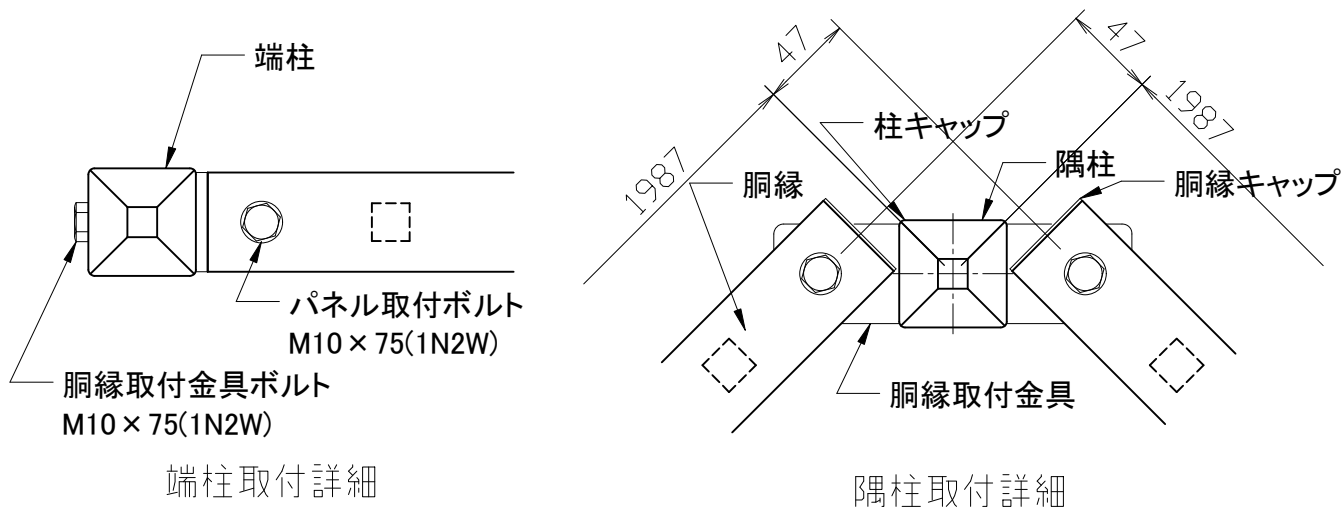 端柱
パネル取付ボルト
M10×75(1N2W)
胴縁取付金具ボルト
M10×75(1N2W)
端柱取付詳細
47
47
1987
1987
柱キャップ
隅柱
胴縁
胴縁キャップ
胴縁取付金具
隅柱取付詳細